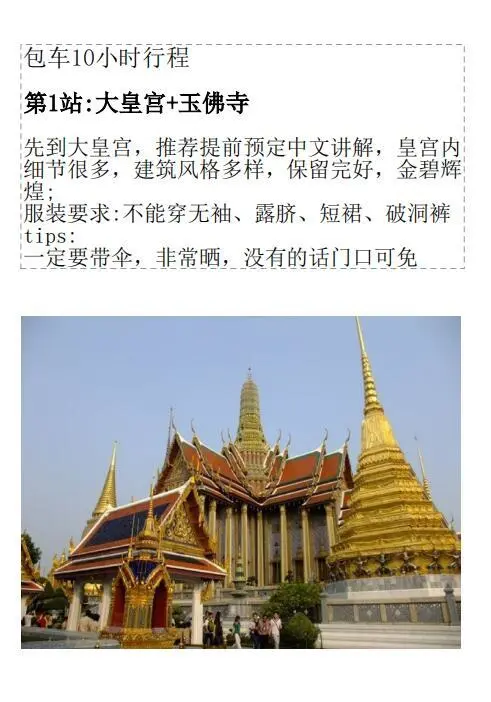 包车10小时行程
第1站:大皇宫+玉佛寺
先到大皇宫，推荐提前预定中文讲解，皇宫内
细节很多，建筑风格多样，保留完好，金碧辉
煌;
服装要求:不能穿无袖、露脐、短裙、破洞裤
tips:
一定要带伞，非常晒，没有的话门口可免